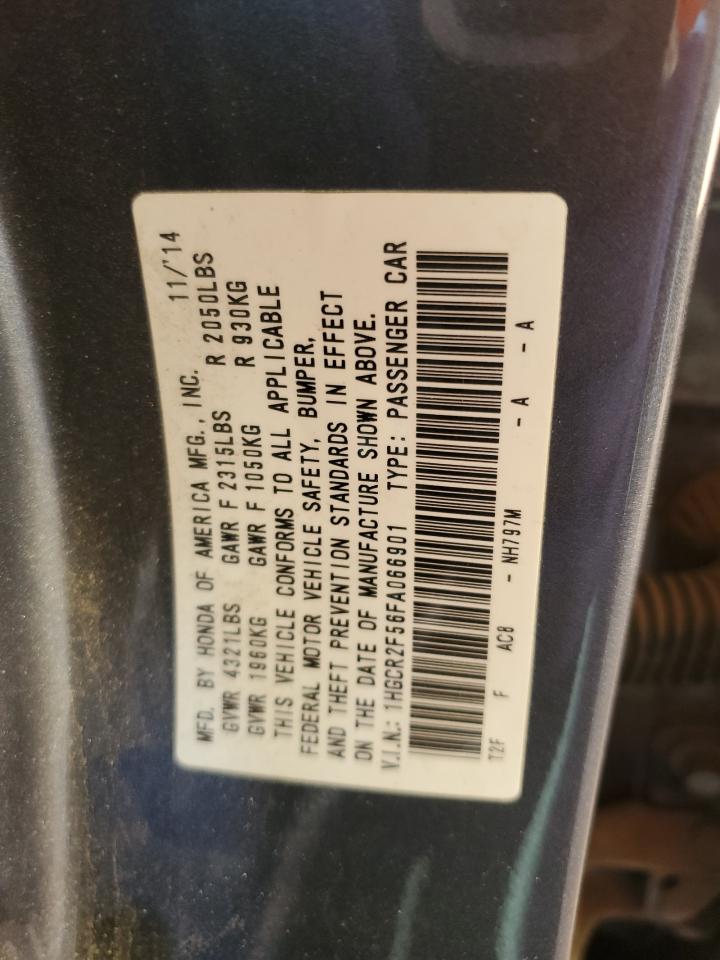 MFD. BY HONDA OF AMERICA MFG., INC. 11/'14
GVWR 4321LBS GAWR F 2315LBS R 2050LBS
GVWR 1960KG GAWR F 1050KG R 930KG
THIS VEHICLE CONFORMS TO ALL APPLICABLE
FEDERAL MOTOR VEHICLE SAFETY, BUMPER,
AND THEFT PREVENTION STANDARDS IN EFFECT
ON THE DATE OF MANUFACTURE SHOWN ABOVE.
V.I.N.: 1HGCR2F56FA066901 TYPE: PASSENGER CAR
T2F F AC8 - NH797M - A - A